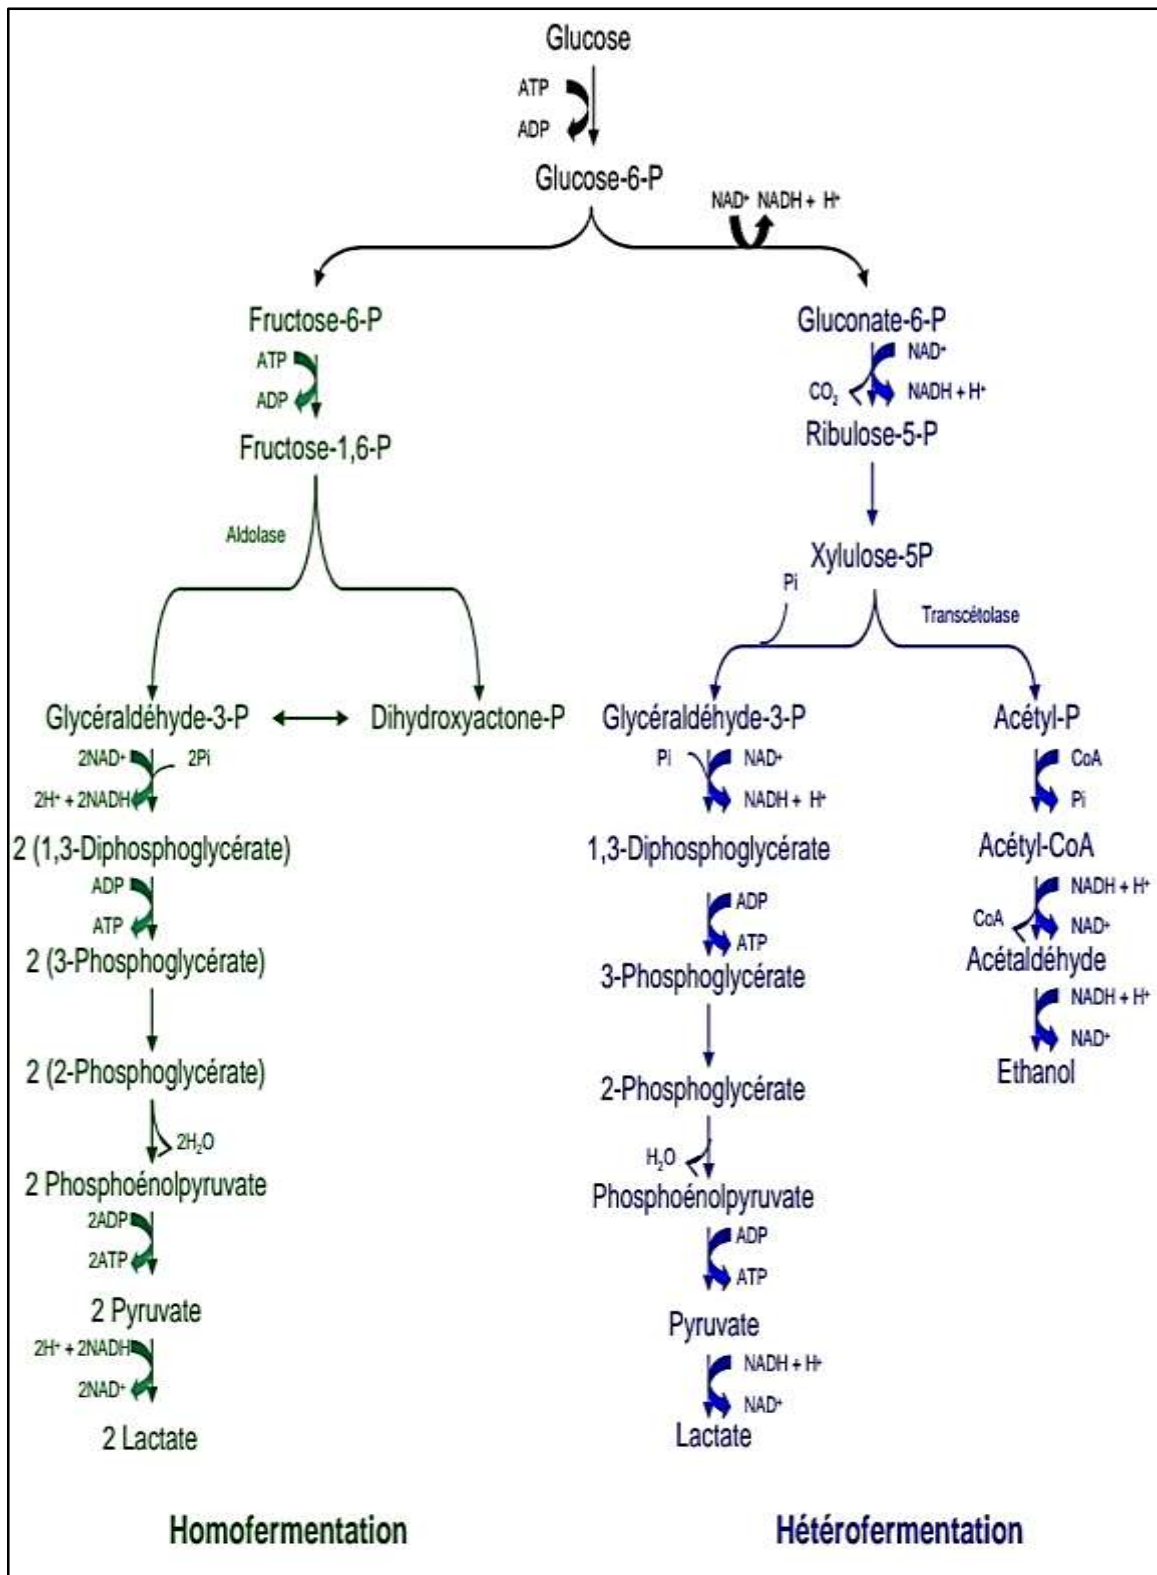 Glucose
ATP
ADP
Glucose-6-P
NAD⁺ NADH + H⁺
Fructose-6-P
ATP
ADP
Fructose-1,6-P
Aldolase
Glycéraldéhyde-3-P
Dihydroxyactone-P
2NAD⁺
2Pi
2H⁺ + 2NADH
2 (1,3-Diphosphoglycérate)
ADP
ATP
2 (3-Phosphoglycérate)
2 (2-Phosphoglycérate)
2H₂O
2 Phosphoénolpyruvate
2ADP
2ATP
2 Pyruvate
2H⁺ + 2NADH
2NAD⁺
2 Lactate
Homofermentation
Gluconate-6-P
NAD⁺
CO₂
NADH + H⁺
Ribulose-5-P
Xylulose-5P
Pi
Transcétolase
Glycéraldéhyde-3-P
Pi
NAD⁺
NADH + H⁺
1,3-Diphosphoglycérate
ADP
ATP
3-Phosphoglycérate
2-Phosphoglycérate
H₂O
Phosphoénolpyruvate
ADP
ATP
Pyruvate
NADH + H⁺
NAD⁺
Lactate
Acétyl-P
CoA
Pi
Acétyl-CoA
NADH + H⁺
CoA
NAD⁺
Acétaldéhyde
NADH + H⁺
NAD⁺
Ethanol
Hétérofermentation